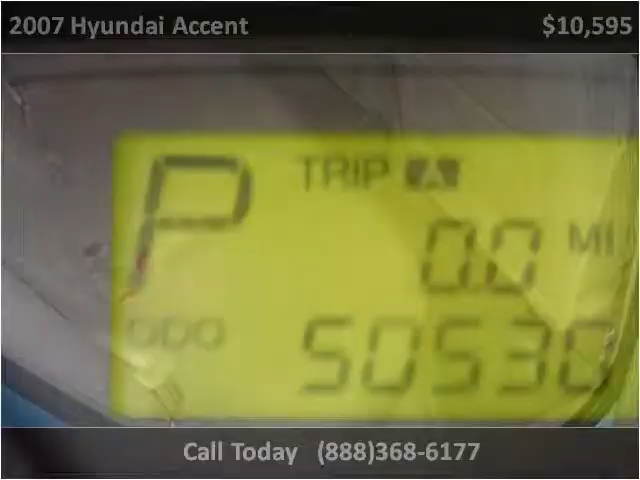 2007 Hyundai Accent $10,595
P TRIP A
0.0 MI
ODO 50530
Call Today (888)368-6177